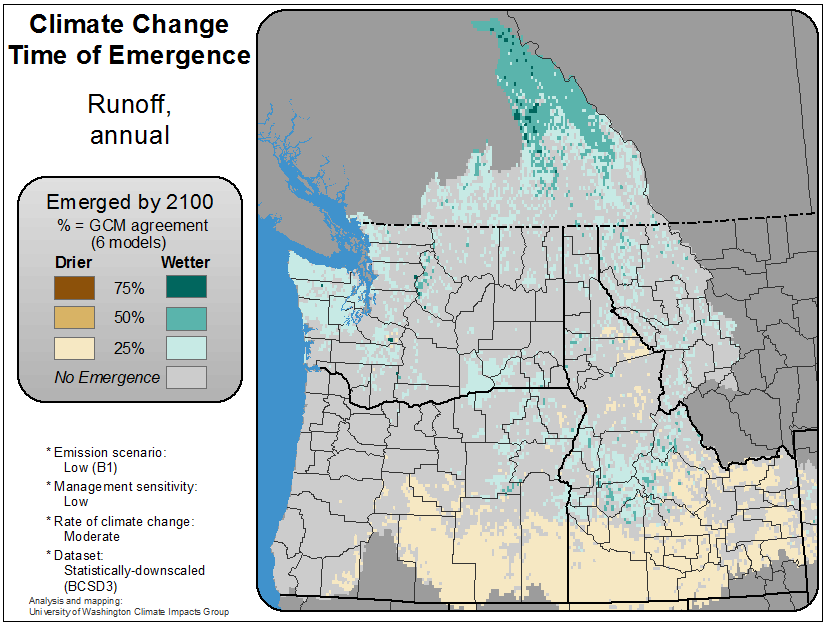 Climate Change
Time of Emergence
Runoff,
annual
Emerged by 2100
% = GCM agreement
(6 models)
Drier Wetter
75%
50%
25%
No Emergence
* Emission scenario:
Low (B1)
* Management sensitivity:
Low
* Rate of climate change:
Moderate
* Dataset:
Statistically-downscaled
(BCSD3)
Analysis and mapping:
University of Washington Climate Impacts Group